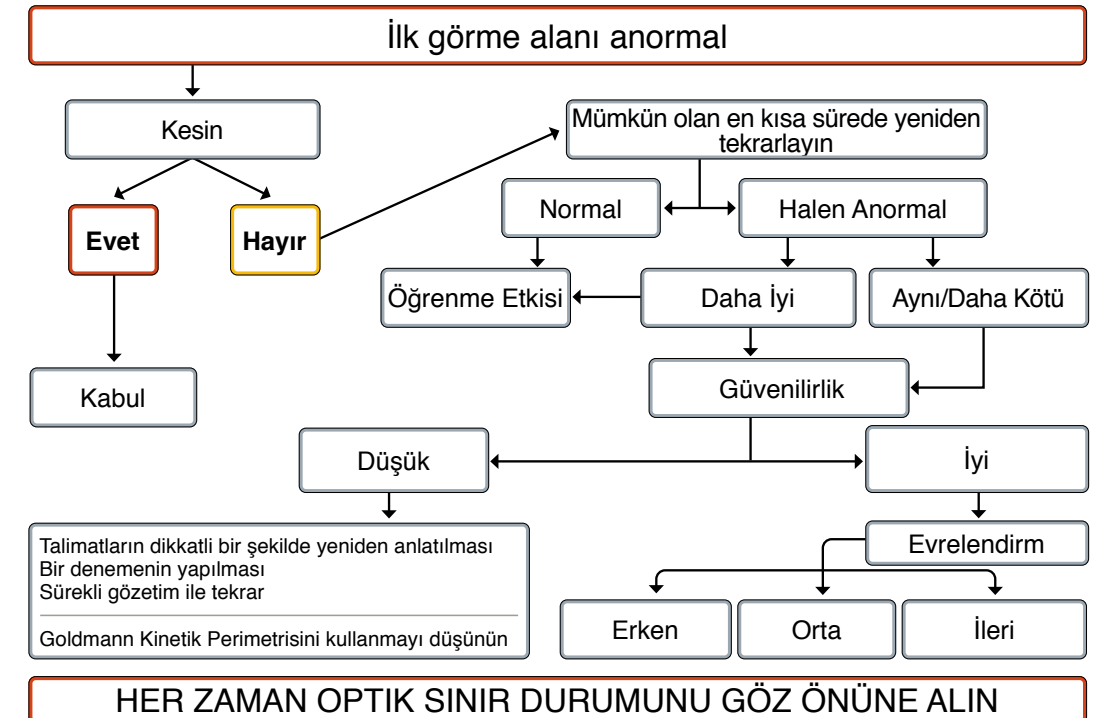 İlk görme alanı anormal
Kesin
Mümkün olan en kısa sürede yeniden
tekrarlayın
Evet
Hayır
Normal
Halen Anormal
Öğrenme Etkisi
Daha İyi
Aynı/Daha Kötü
Kabul
Güvenilirlik
Düşük
İyi
Talimatların dikkatli bir şekilde yeniden anlatılması
Bir denemenin yapılması
Sürekli gözetim ile tekrar
Goldmann Kinetik Perimetrisini kullanmayı düşünün
Evrelendirm
Erken
Orta
İleri
HER ZAMAN OPTIK SINIR DURUMUNU GÖZ ÖNÜNE ALIN